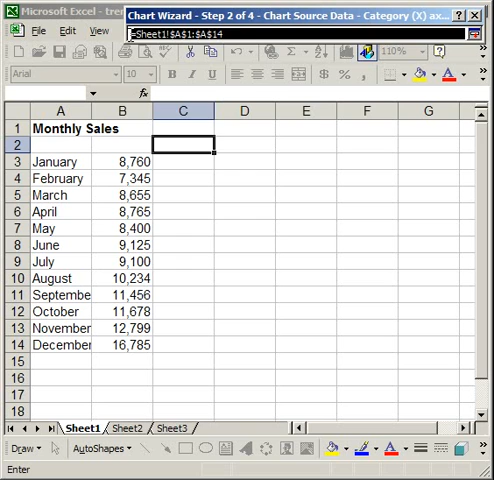 Microsoft Excel - tren
Chart Wizard - Step 2 of 4 - Chart Source Data - Category (X) ax...
=Sheet1!$A$1:$A$14
File Edit View
110%
Arial 10 B I U $ % ,
fx
A B C D E F G
1 Monthly Sales
2
3 January 8,760
4 February 7,345
5 March 8,655
6 April 8,765
7 May 8,400
8 June 9,125
9 July 9,100
10 August 10,234
11 Septembe 11,456
12 October 11,678
13 November 12,799
14 December 16,785
15
16
17
18
Sheet1 Sheet2 Sheet3
Draw AutoShapes
Enter